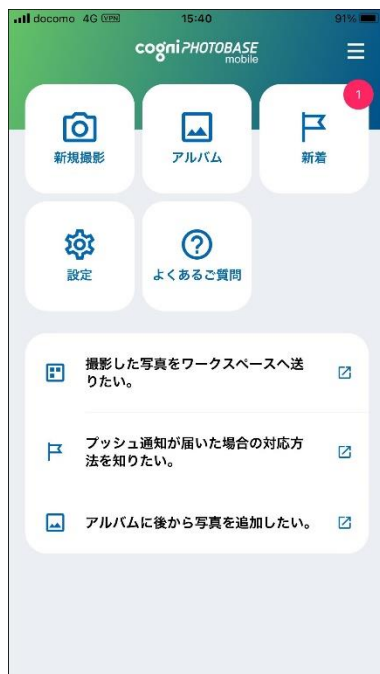 docomo 4G VPN 15:40 91%
cogni PHOTOBASE
mobile
1
新規撮影 アルバム 新着
設定 よくあるご質問
撮影した写真をワークスペースへ送
りたい。
プッシュ通知が届いた場合の対応方
法を知りたい。
アルバムに後から写真を追加したい。